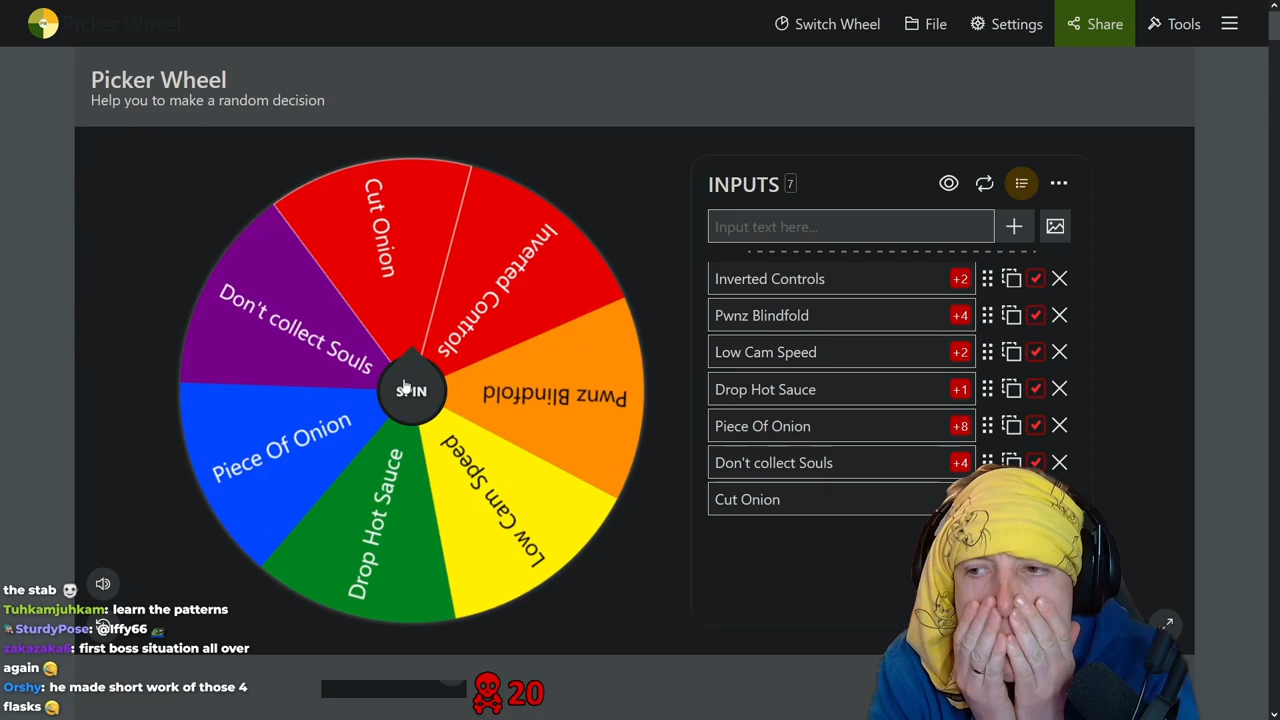 Picker Wheel
Switch Wheel
File
Settings
Share
Tools
Picker Wheel
Help you to make a random decision
Cut Onion
Inverted Controls
Pwnz Blindfold
Low Cam Speed
Drop Hot Sauce
Piece Of Onion
Don't collect Souls
SPIN
INPUTS 7
Input text here...
Inverted Controls +2
Pwnz Blindfold +4
Low Cam Speed +2
Drop Hot Sauce +1
Piece Of Onion +8
Don't collect Souls +4
Cut Onion
the stab
Tuhkamjuhkam: learn the patterns
SturdyPose: @Iffy66
zakazaka6: first boss situation all over
again
Orshy: he made short work of those 4
flasks
20